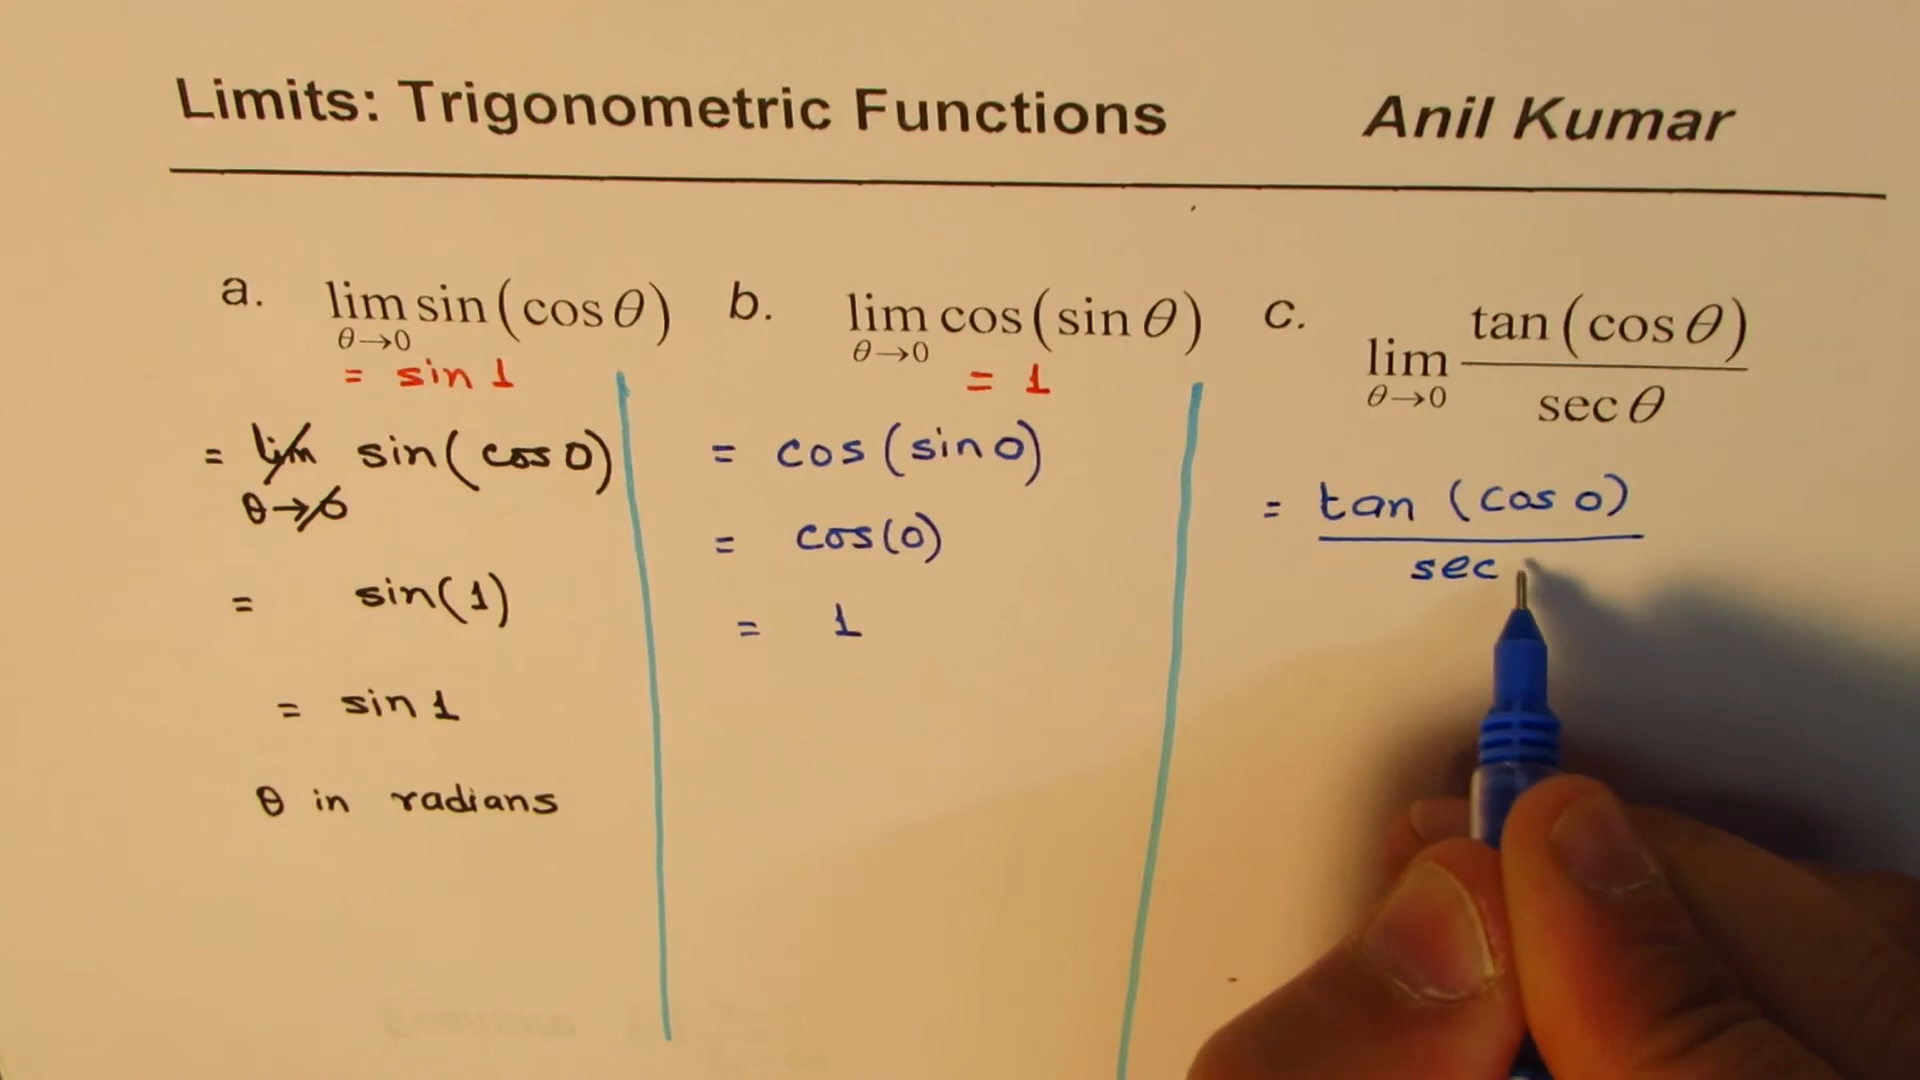 Limits: Trigonometric Functions Anil Kumar
a. lim θ→0 sin(cos θ)
= sin 1
= lim θ→0 sin(cos 0)
= sin(1)
= sin 1
θ in radians
b. lim θ→0 cos(sin θ)
= 1
= cos(sin 0)
= cos(0)
= 1
c. lim θ→0 tan(cos θ) / sec θ
= tan (cos 0) / sec